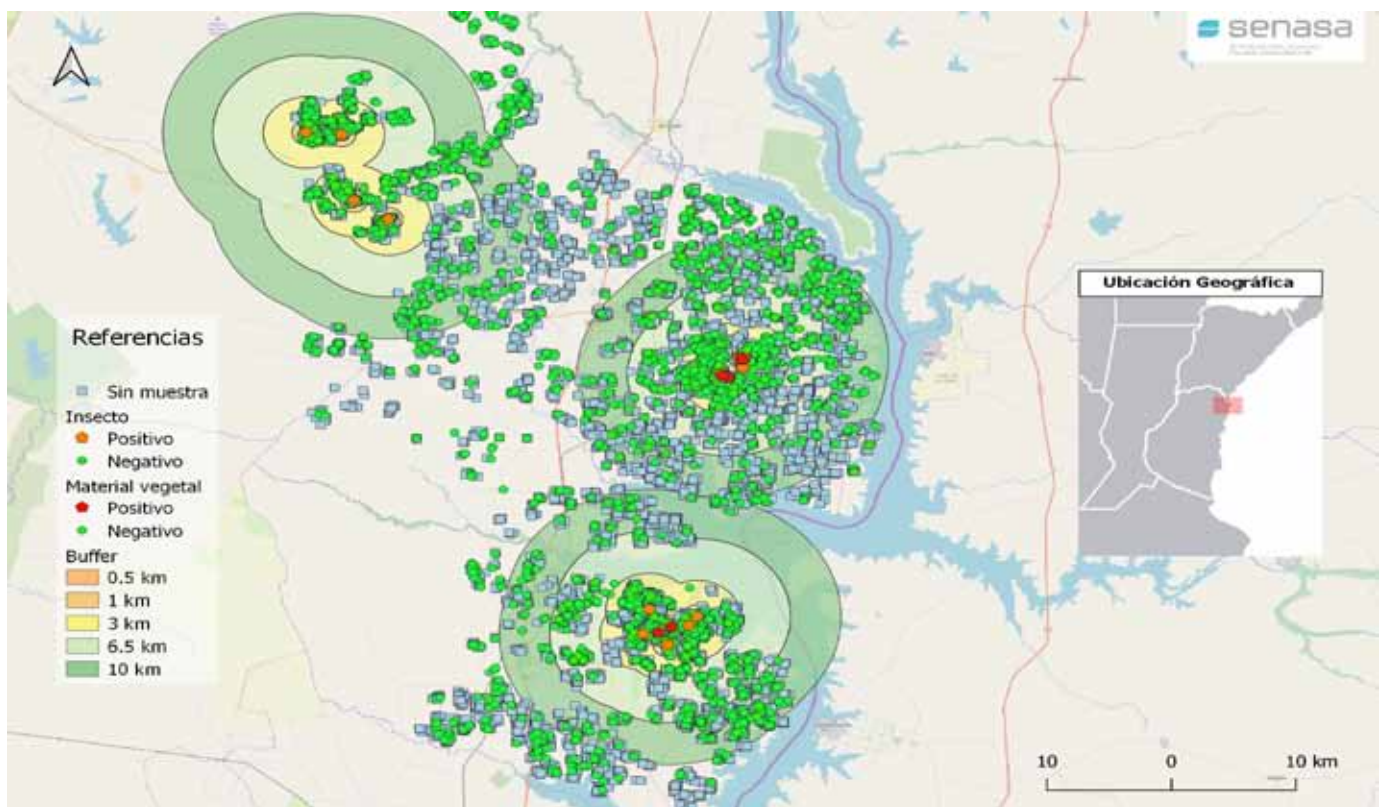 senasa
Ubicación Geográfica
Referencias
Sin muestra
Insecto
Positivo
Negativo
Material vegetal
Positivo
Negativo
Buffer
0.5 km
1 km
3 km
6.5 km
10 km
10 0 10 km